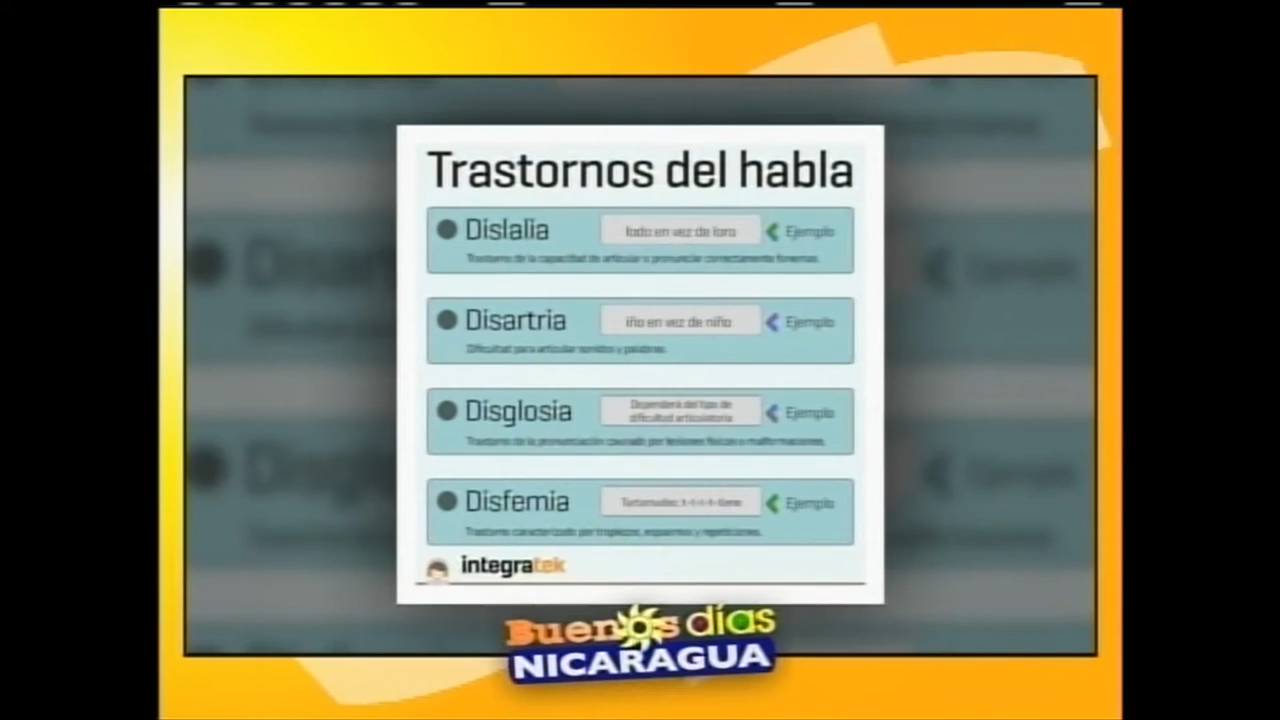 Trastornos del habla
Dislalia
lodo en vez de loro
Ejemplo
Trastorno de la capacidad de articular o pronunciar correctamente fonemas.
Disartria
iño en vez de niño
Ejemplo
Dificultad para articular sonidos y palabras.
Disglosia
Dependerá del tipo de
dificultad articulatoria
Ejemplo
Trastorno de la pronunciación causado por lesiones físicas o malformaciones.
Disfemia
Ejemplo
Trastorno caracterizado por tropiezos, espasmos y repeticiones.
integratek
Buenos días
NICARAGUA